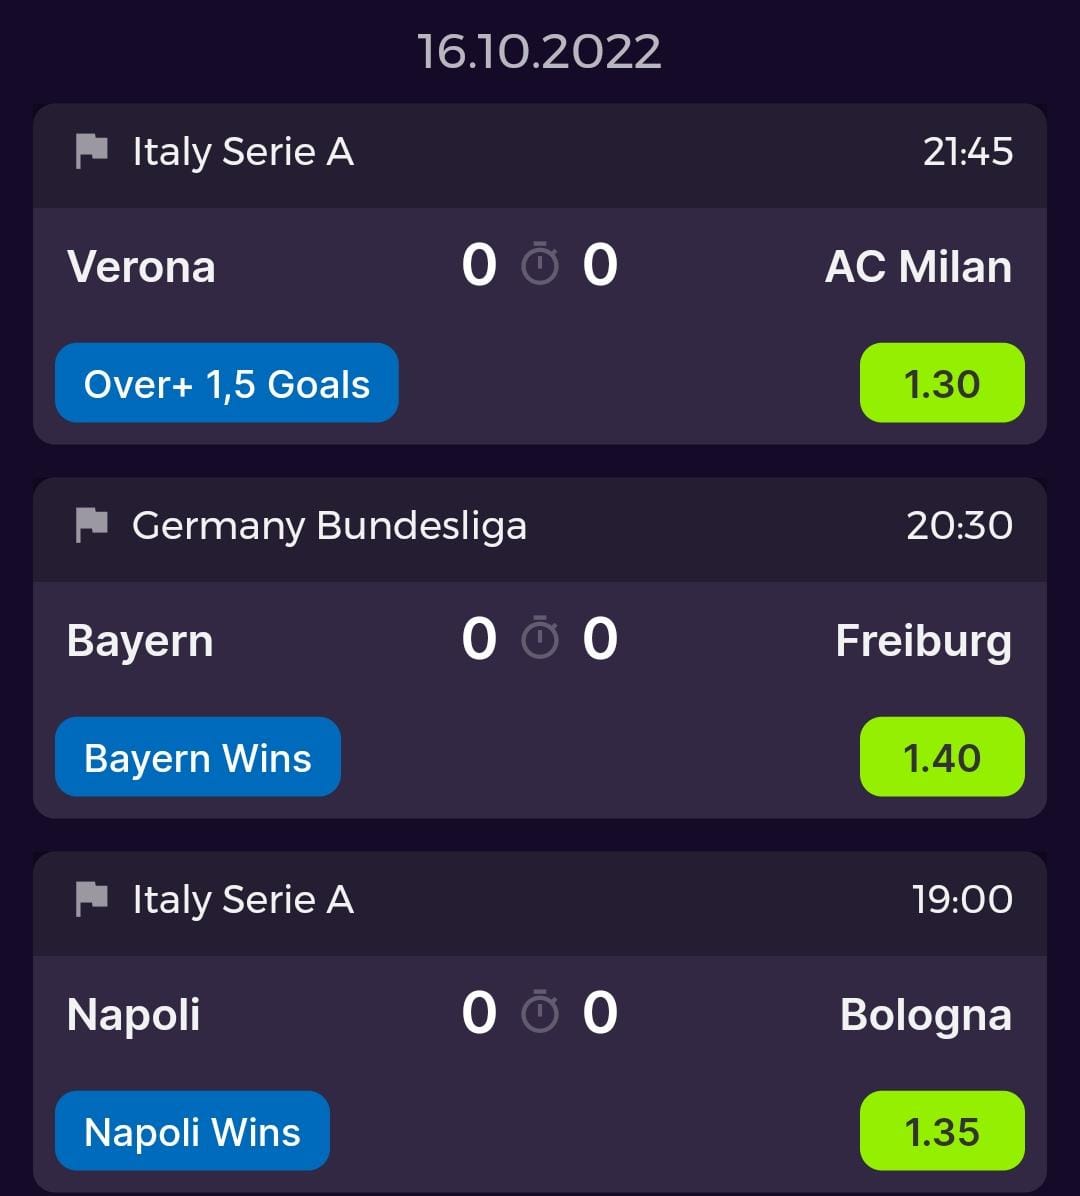 16.10.2022
Italy Serie A 21:45
Verona 0 0 AC Milan
Over+ 1,5 Goals 1.30
Germany Bundesliga 20:30
Bayern 0 0 Freiburg
Bayern Wins 1.40
Italy Serie A 19:00
Napoli 0 0 Bologna
Napoli Wins 1.35